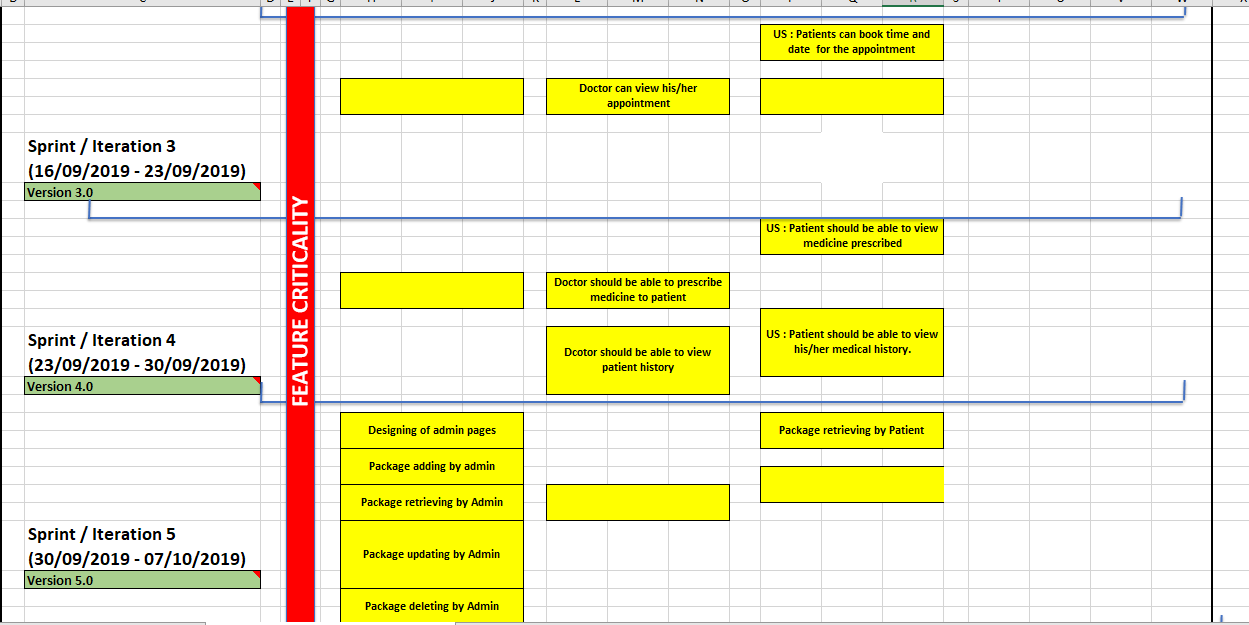 US : Patients can book time and
date for the appointment
Doctor can view his/her
appointment
Sprint / Iteration 3
(16/09/2019 - 23/09/2019)
Version 3.0
FEATURE CRITICALITY
US : Patient should be able to view
medicine prescribed
Doctor should be able to prescribe
medicine to patient
Sprint / Iteration 4
(23/09/2019 - 30/09/2019)
Version 4.0
Dcotor should be able to view
patient history
US : Patient should be able to view
his/her medical history.
Designing of admin pages
Package retrieving by Patient
Package adding by admin
Package retrieving by Admin
Sprint / Iteration 5
(30/09/2019 - 07/10/2019)
Version 5.0
Package updating by Admin
Package deleting by Admin